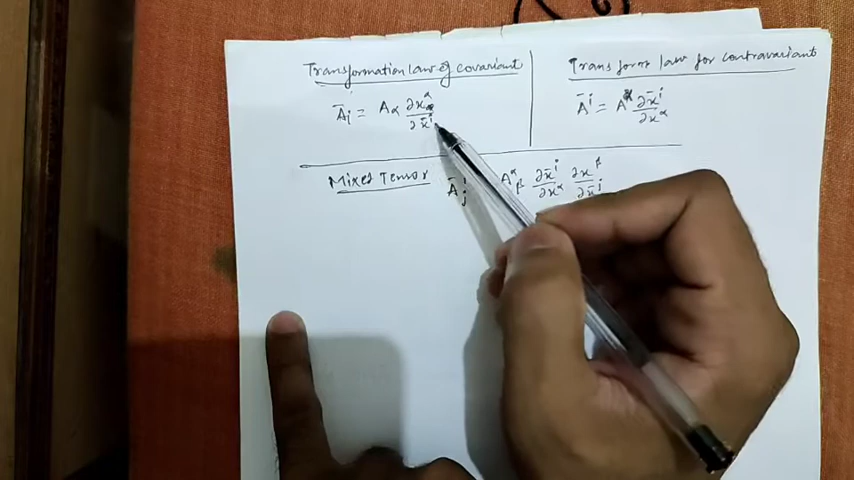 Transformation law of covariant
Āᵢ = Aα ∂xᵅ/∂x̄ⁱ
Transform law for contravariant
Āⁱ = Aᵅ ∂x̄ⁱ/∂xᵅ
Mixed Tensor Āⁱⱼ Aᵅᵦ ∂x̄ⁱ/∂xᵅ ∂xᵝ/∂x̄ʲ